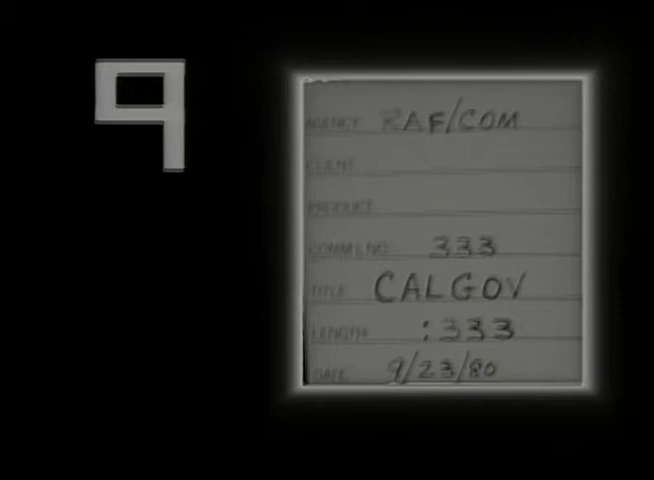 9
AGENCY RAF/COM
CLIENT
PRODUCT
COMM'L NO. 333
TITLE CALGOV
LENGTH :333
DATE 9/23/80